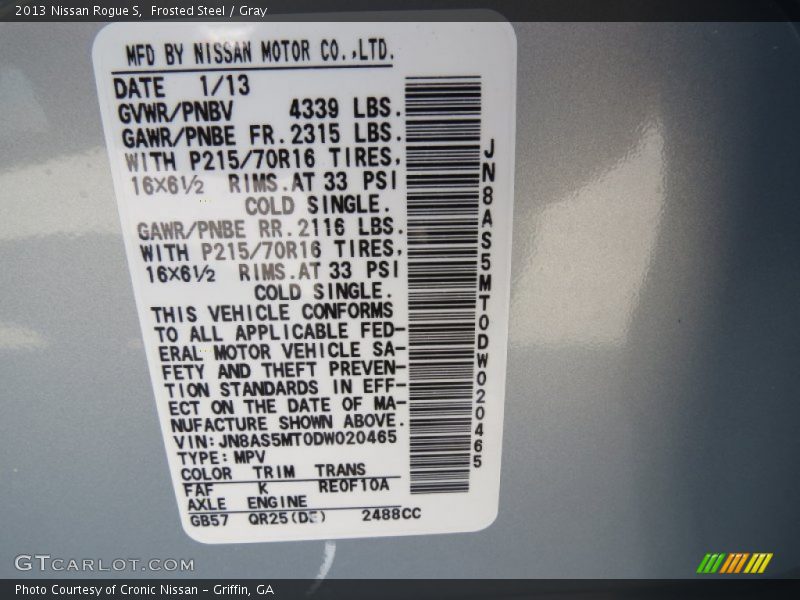 2013 Nissan Rogue S,  Frosted Steel / Gray
MFD BY NISSAN MOTOR CO.,LTD.
DATE 1/13
GVWR/PNBV 4339 LBS.
GAWR/PNBE FR.2315 LBS.
WITH P215/70R16 TIRES,
16X6½ RIMS.AT 33 PSI
COLD SINGLE.
GAWR/PNBE RR.2116 LBS.
WITH P215/70R16 TIRES,
16X6½ RIMS.AT 33 PSI
COLD SINGLE.
THIS VEHICLE CONFORMS
TO ALL APPLICABLE FED-
ERAL MOTOR VEHICLE SA-
FETY AND THEFT PREVEN-
TION STANDARDS IN EFF-
ECT ON THE DATE OF MA-
NUFACTURE SHOWN ABOVE.
VIN:JN8AS5MT0DW020465
TYPE:MPV
COLOR TRIM TRANS
FAF K RE0F10A
AXLE ENGINE
GB57 QR25(DE) 2488CC
JN8AS5MT0DW020465
GTCARLOT.COM
Photo Courtesy of Cronic Nissan - Griffin, GA